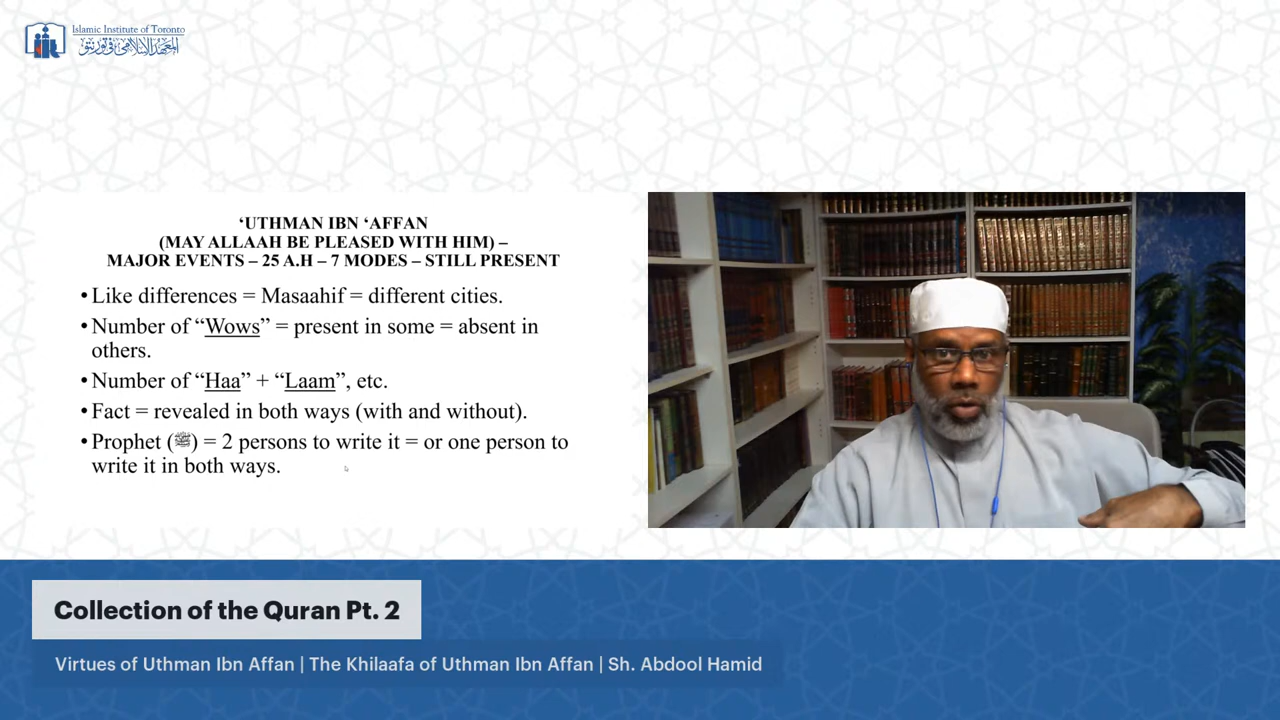 Islamic Institute of Toronto
المعهد الإسلامي في تورنتو
‘UTHMAN IBN ‘AFFAN
(MAY ALLAAH BE PLEASED WITH HIM) –
MAJOR EVENTS – 25 A.H – 7 MODES – STILL PRESENT
• Like differences = Masaahif = different cities.
• Number of “Wows” = present in some = absent in
others.
• Number of “Haa” + “Laam”, etc.
• Fact = revealed in both ways (with and without).
• Prophet (ﷺ) = 2 persons to write it = or one person to
write it in both ways.
Collection of the Quran Pt. 2
Virtues of Uthman Ibn Affan | The Khilaafa of Uthman Ibn Affan | Sh. Abdool Hamid